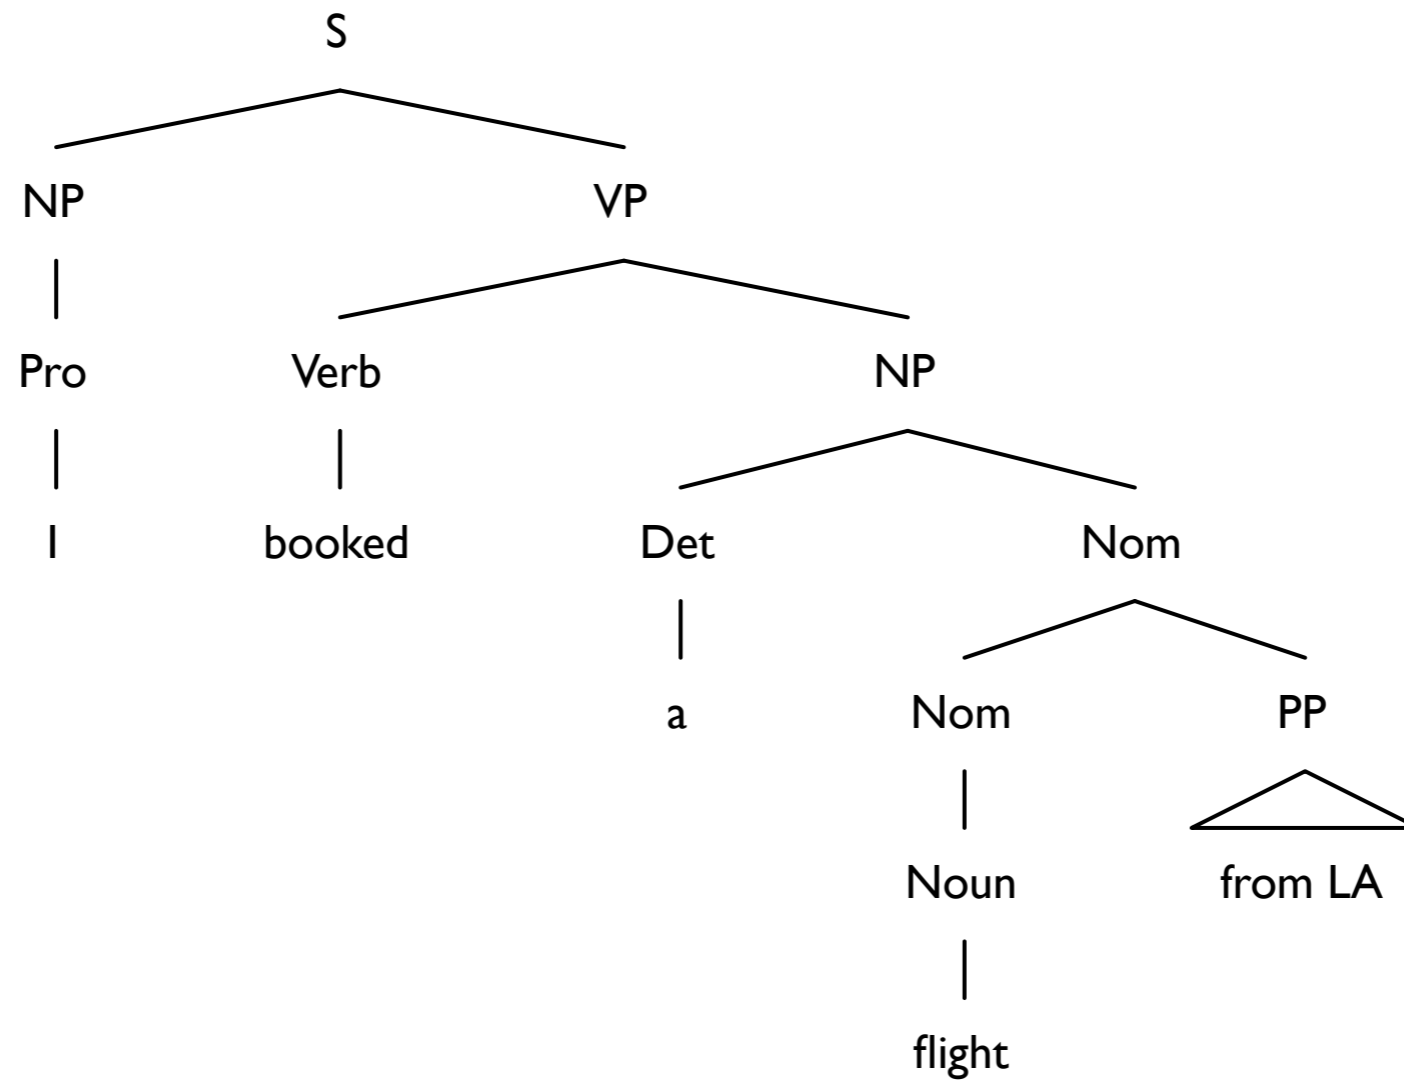 S
NP VP
Pro Verb NP
I booked Det Nom
a Nom PP
Noun from LA
flight